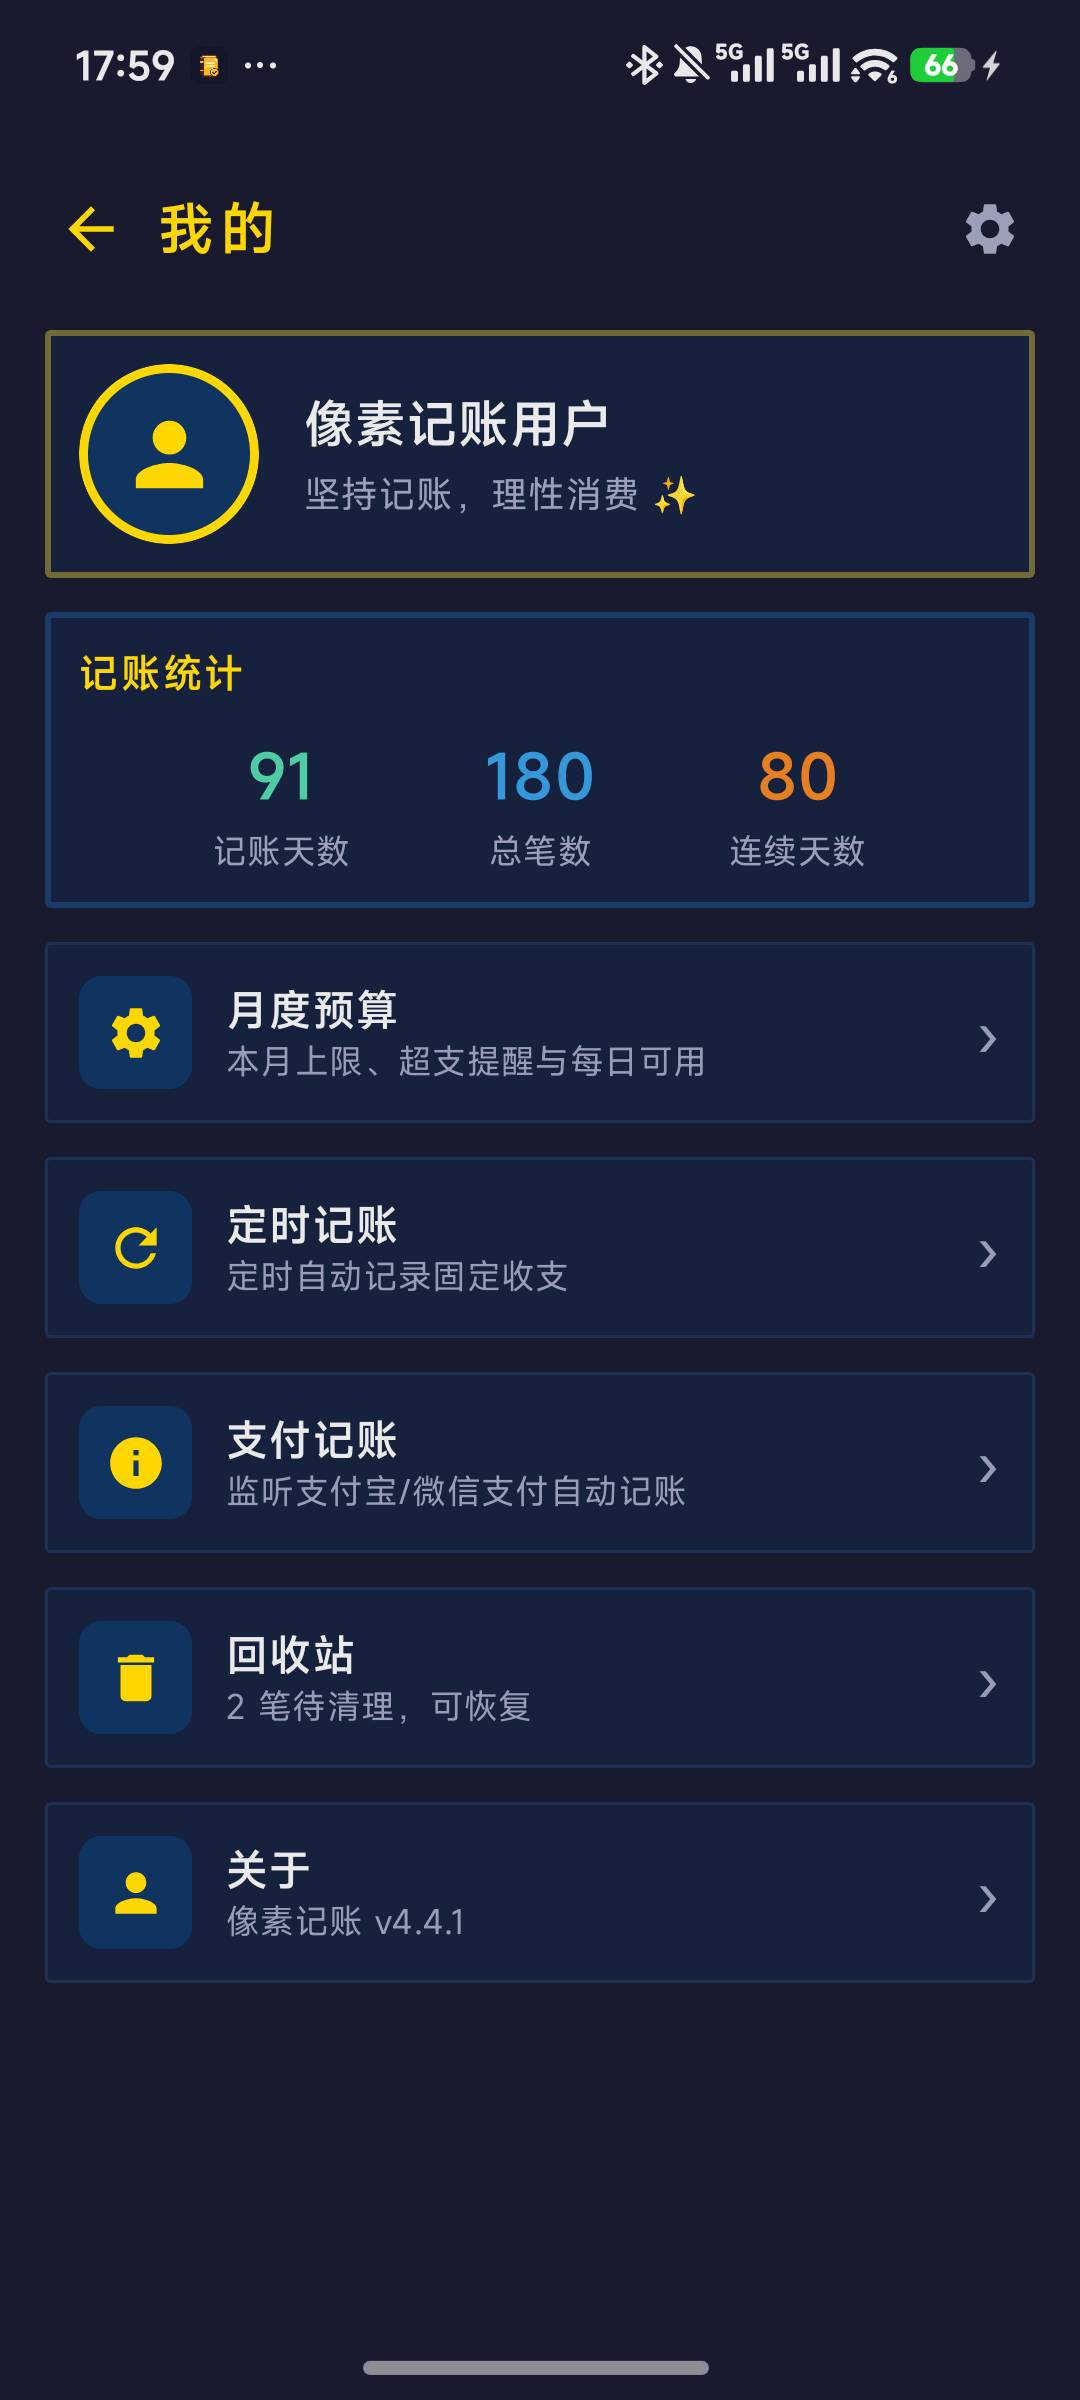 17:59 ··· 5G 5G 6 66
我的
像素记账用户
坚持记账，理性消费 ✨
记账统计
91 180 80
记账天数 总笔数 连续天数
月度预算
本月上限、超支提醒与每日可用
定时记账
定时自动记录固定收支
支付记账
监听支付宝/微信支付自动记账
回收站
2 笔待清理，可恢复
关于
像素记账 v4.4.1